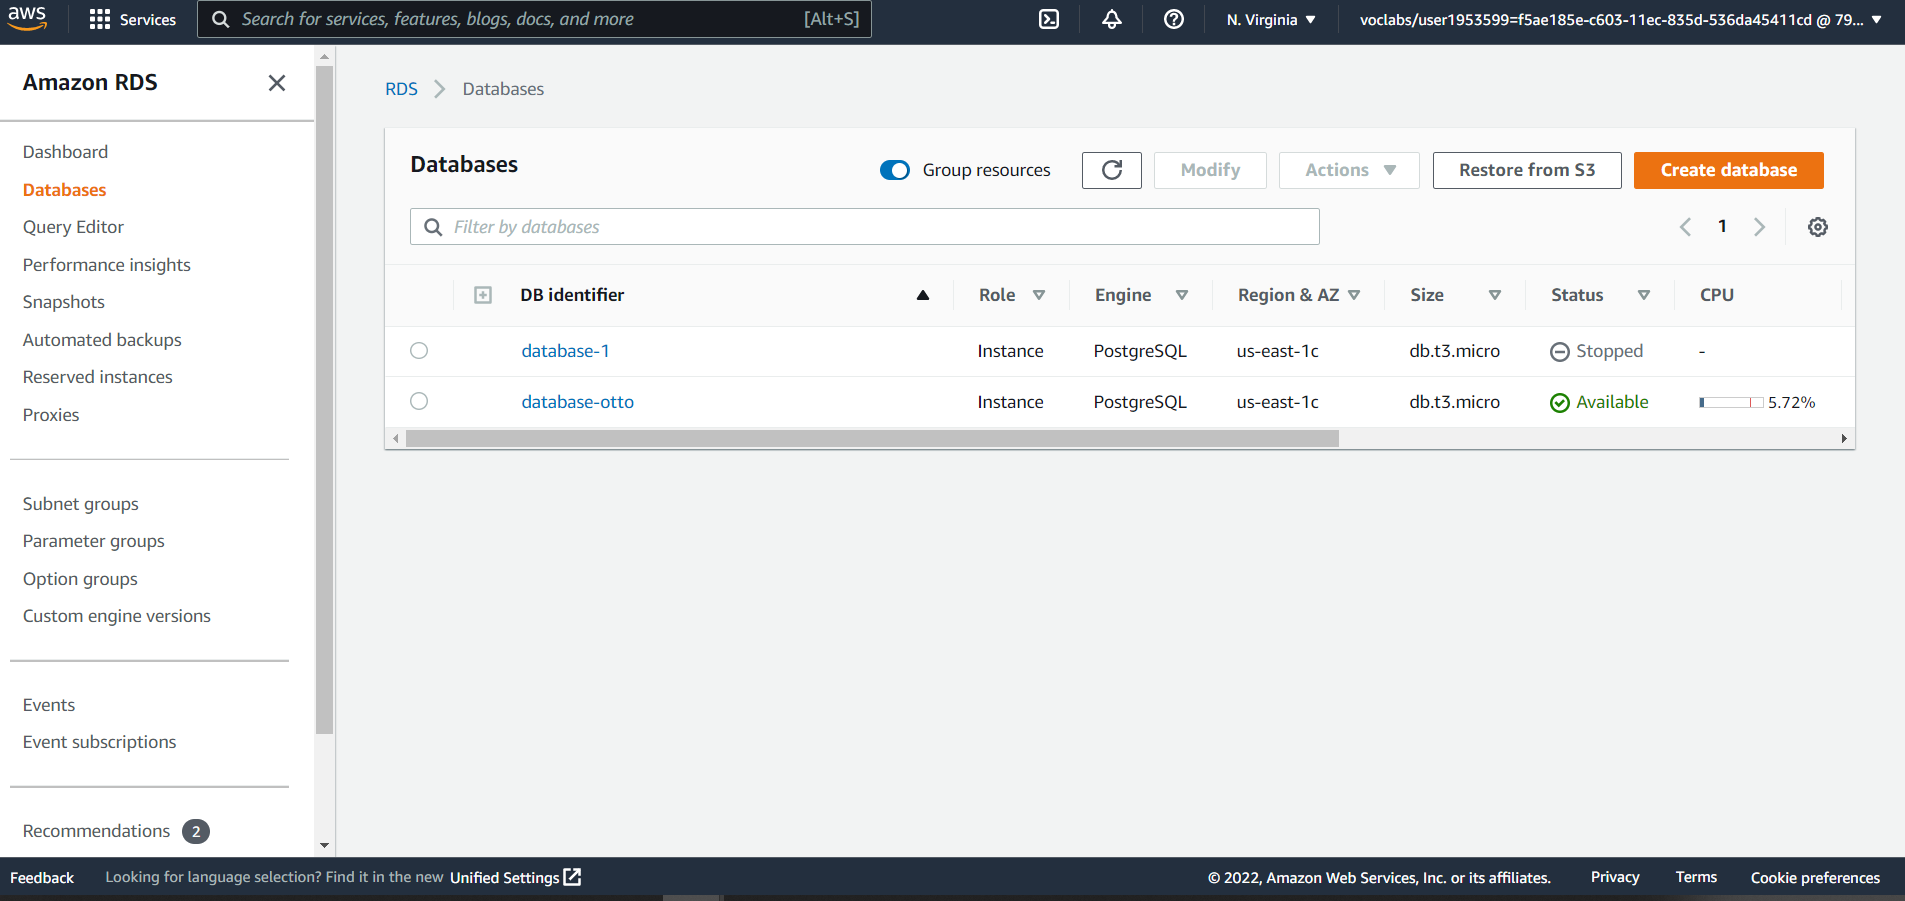 aws
Services
Search for services, features, blogs, docs, and more [Alt+S]
N. Virginia
voclabs/user1953599=f5ae185e-c603-11ec-835d-536da45411cd @ 79...
Amazon RDS
Dashboard
Databases
Query Editor
Performance insights
Snapshots
Automated backups
Reserved instances
Proxies
Subnet groups
Parameter groups
Option groups
Custom engine versions
Events
Event subscriptions
Recommendations 2
RDS Databases
Databases
Group resources Modify Actions Restore from S3 Create database
Filter by databases 1
DB identifier Role Engine Region & AZ Size Status CPU
database-1 Instance PostgreSQL us-east-1c db.t3.micro Stopped -
database-otto Instance PostgreSQL us-east-1c db.t3.micro Available 5.72%
Feedback Looking for language selection? Find it in the new Unified Settings © 2022, Amazon Web Services, Inc. or its affiliates. Privacy Terms Cookie preferences